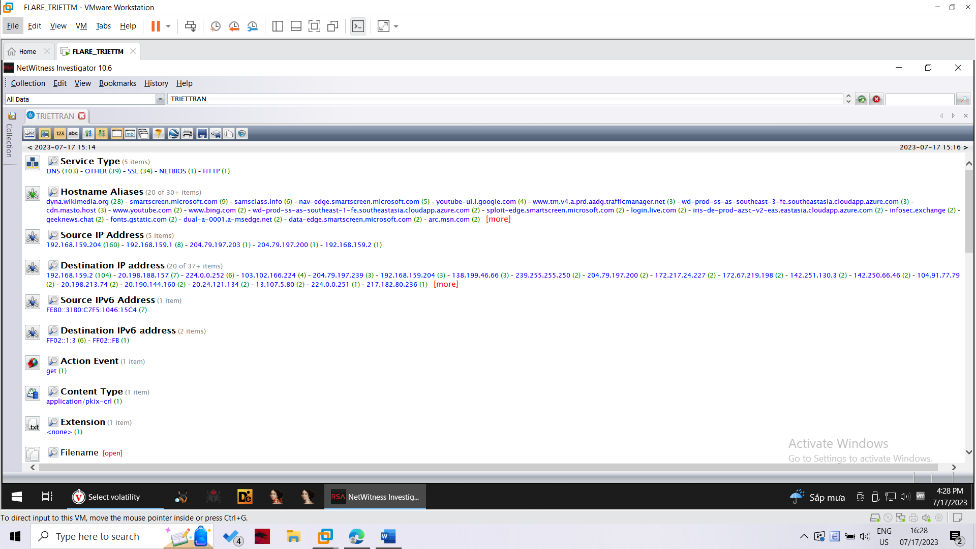 FLARE_TRIETTM - VMware Workstation
File Edit View VM Tabs Help
Home FLARE_TRIETTM
NetWitness Investigator 10.6
Collection Edit View Bookmarks History Help
All Data TRIETTRAN
TRIETTRAN
Collection
< 2023-07-17 15:14 2023-07-17 15:16 >
Service Type (5 items)
DNS (103) - OTHER (39) - SSL (34) - NETBIOS (1) - HTTP (1)
Hostname Aliases (20 of 30+ items)
dyna.wikimedia.org (28) - smartscreen.microsoft.com (9) - samsclass.info (6) - nav-edge.smartscreen.microsoft.com (5) - youtube-ui.l.google.com (4) - www.tm.v4.a.prd.aadg.trafficmanager.net (3) - wd-prod-ss-as-southeast-3-fe.southeastasia.cloudapp.azure.com (3) -
cdn.masto.host (3) - www.youtube.com (2) - www.bing.com (2) - wd-prod-ss-as-southeast-1-fe.southeastasia.cloudapp.azure.com (2) - sploit-edge.smartscreen.microsoft.com (2) - login.live.com (2) - iris-de-prod-azsc-v2-eas.eastasia.cloudapp.azure.com (2) - infosec.exchange (2) -
geeknews.chat (2) - fonts.gstatic.com (2) - dual-a-0001.a-msedge.net (2) - data-edge.smartscreen.microsoft.com (2) - arc.msn.com (2) [more]
Source IP Address (5 items)
192.168.159.204 (160) - 192.168.159.1 (8) - 204.79.197.203 (1) - 204.79.197.200 (1) - 192.168.159.2 (1)
Destination IP address (20 of 37+ items)
192.168.159.2 (104) - 20.198.188.157 (7) - 224.0.0.252 (6) - 103.102.166.224 (4) - 204.79.197.239 (3) - 192.168.159.204 (3) - 138.199.46.66 (3) - 239.255.255.250 (2) - 204.79.197.200 (2) - 172.217.24.227 (2) - 172.67.219.198 (2) - 142.251.130.3 (2) - 142.250.66.46 (2) - 104.91.77.79
(2) - 20.198.213.74 (2) - 20.190.144.160 (2) - 20.24.121.134 (2) - 13.107.5.80 (2) - 224.0.0.251 (1) - 217.182.80.236 (1) [more]
Source IPv6 Address (1 item)
FE80::3180:C7F5:1046:15C4 (7)
Destination IPv6 address (2 items)
FF02::1:3 (6) - FF02::FB (1)
Action Event (1 item)
get (1)
Content Type (1 item)
application/pkix-crl (1)
Extension (1 item)
<none> (1)
Filename [open]
Activate Windows
Go to Settings to activate Windows.
Select volatility
NetWitness Investig...
Sắp mưa
4:28 PM
7/17/2023
To direct input to this VM, move the mouse pointer inside or press Ctrl+G.
Type here to search
ENG
US
16:28
07/17/2023